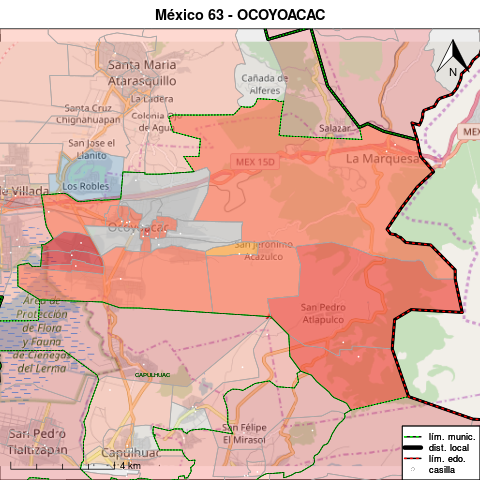 México 63 - OCOYOACAC
Santa María
Atarasquillo
Cañada de
Alferes
N
La Ladera
Santa Cruz
Chignahuapan
Colonia
de Agua
Salazar
MEX
San Jose el
Llanito
MEX 15D
La Marquesa
de Villada
Los Robles
Ocoyoacac
San Jerónimo
Acazulco
Área de
Protección
de Flora
y Fauna
de Ciénegas
del Lerma
San Pedro
Atlapulco
CAPULHUAC
San Pedro
Tlaltizapán
San Felipe
El Mirasol
Capulhuac
4 km
lím. munic.
dist. local
lím. edo.
casilla